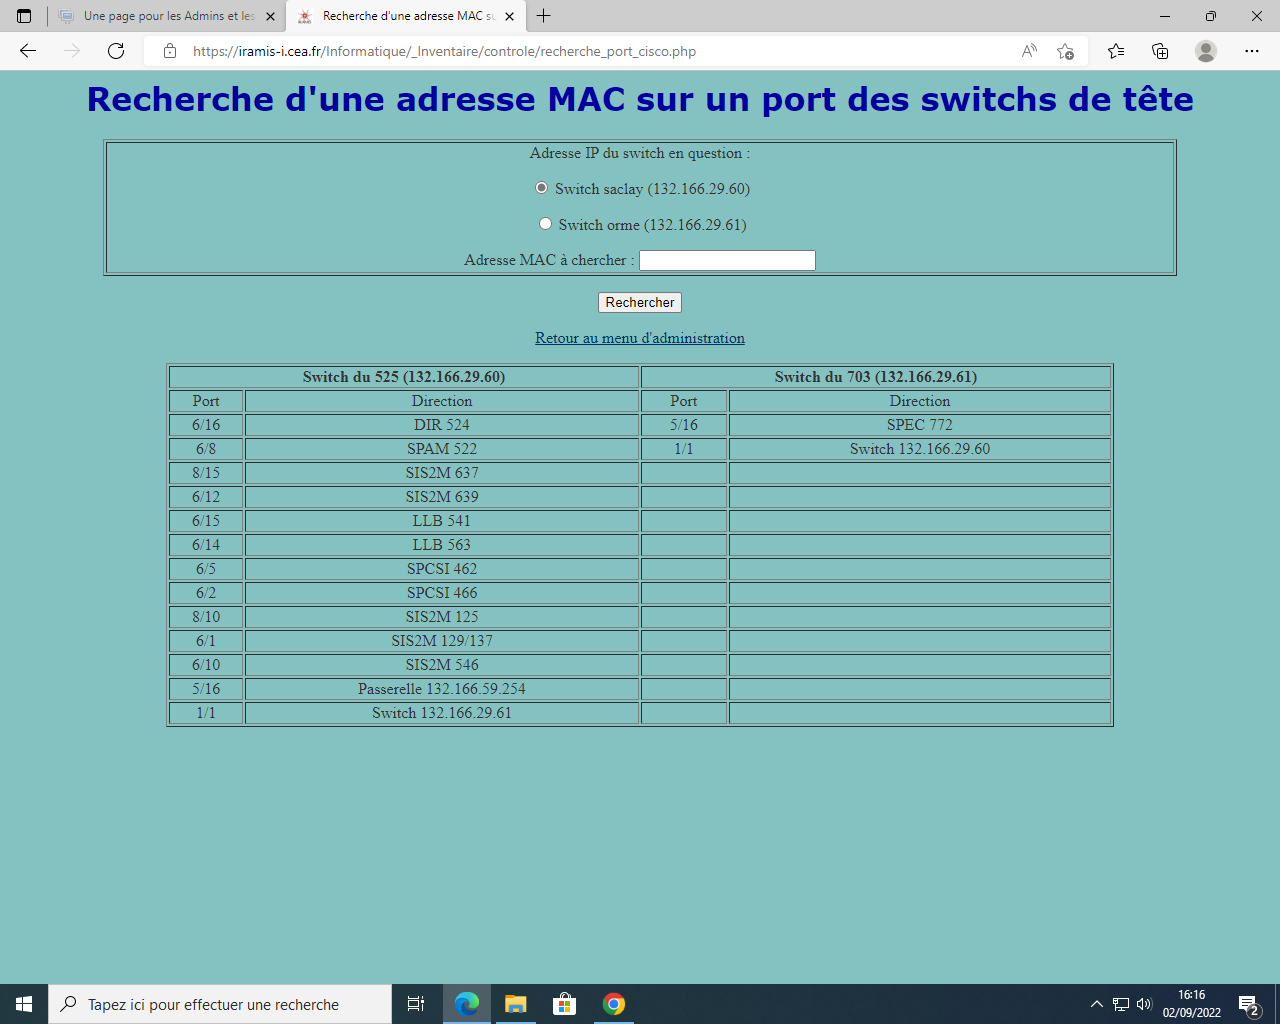 Une page pour les Admins et les
Recherche d'une adresse MAC su
https://iramis-i.cea.fr/Informatique/_Inventaire/controle/recherche_port_cisco.php
Recherche d'une adresse MAC sur un port des switchs de tête
Adresse IP du switch en question :
Switch saclay (132.166.29.60)
Switch orme (132.166.29.61)
Adresse MAC à chercher :
Rechercher
Retour au menu d'administration
Switch du 525 (132.166.29.60) Switch du 703 (132.166.29.61)
Port Direction Port Direction
6/16 DIR 524 5/16 SPEC 772
6/8 SPAM 522 1/1 Switch 132.166.29.60
8/15 SIS2M 637
6/12 SIS2M 639
6/15 LLB 541
6/14 LLB 563
6/5 SPCSI 462
6/2 SPCSI 466
8/10 SIS2M 125
6/1 SIS2M 129/137
6/10 SIS2M 546
5/16 Passerelle 132.166.59.254
1/1 Switch 132.166.29.61
Tapez ici pour effectuer une recherche
16:16
02/09/2022
2